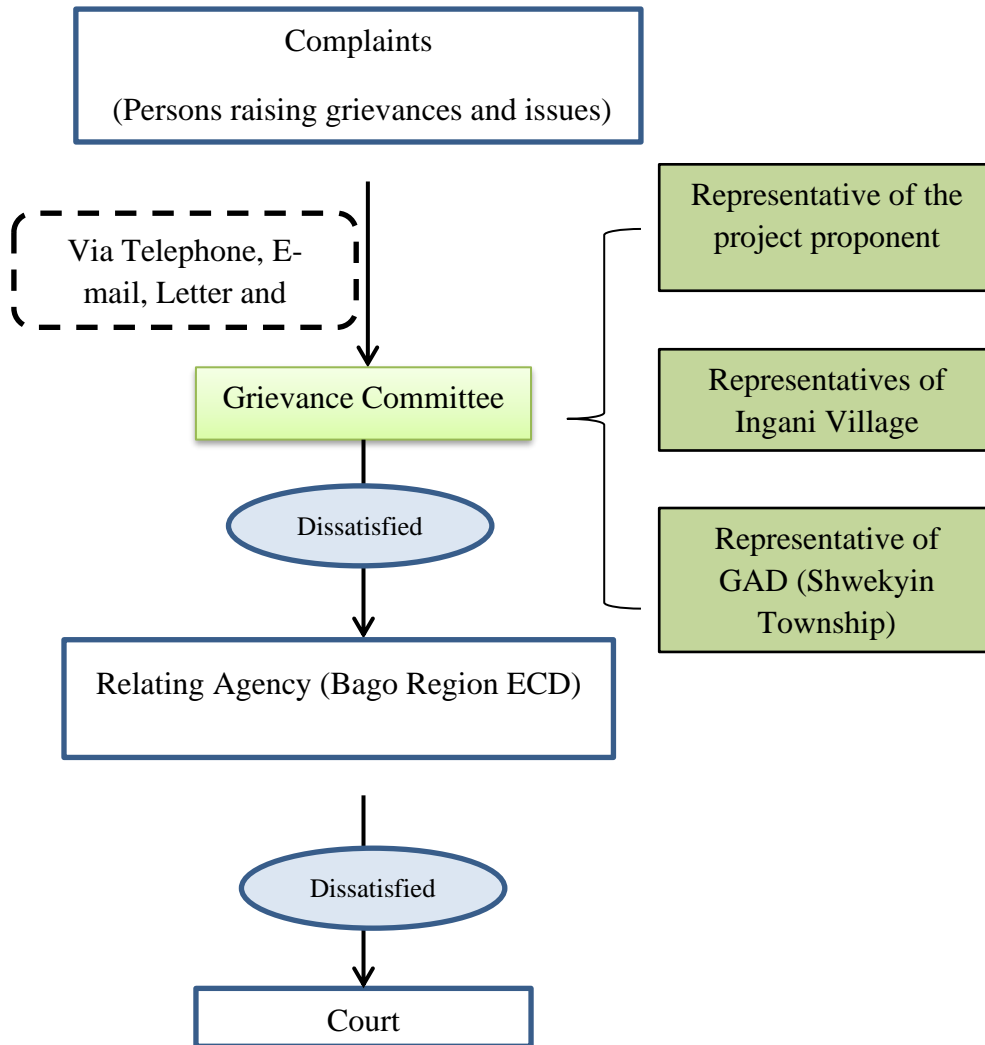 Complaints
(Persons raising grievances and issues)
Via Telephone, E-
mail, Letter and
Grievance Committee
Dissatisfied
Relating Agency (Bago Region ECD)
Dissatisfied
Court
Representative of the
project proponent
Representatives of
Ingani Village
Representative of
GAD (Shwekyin
Township)